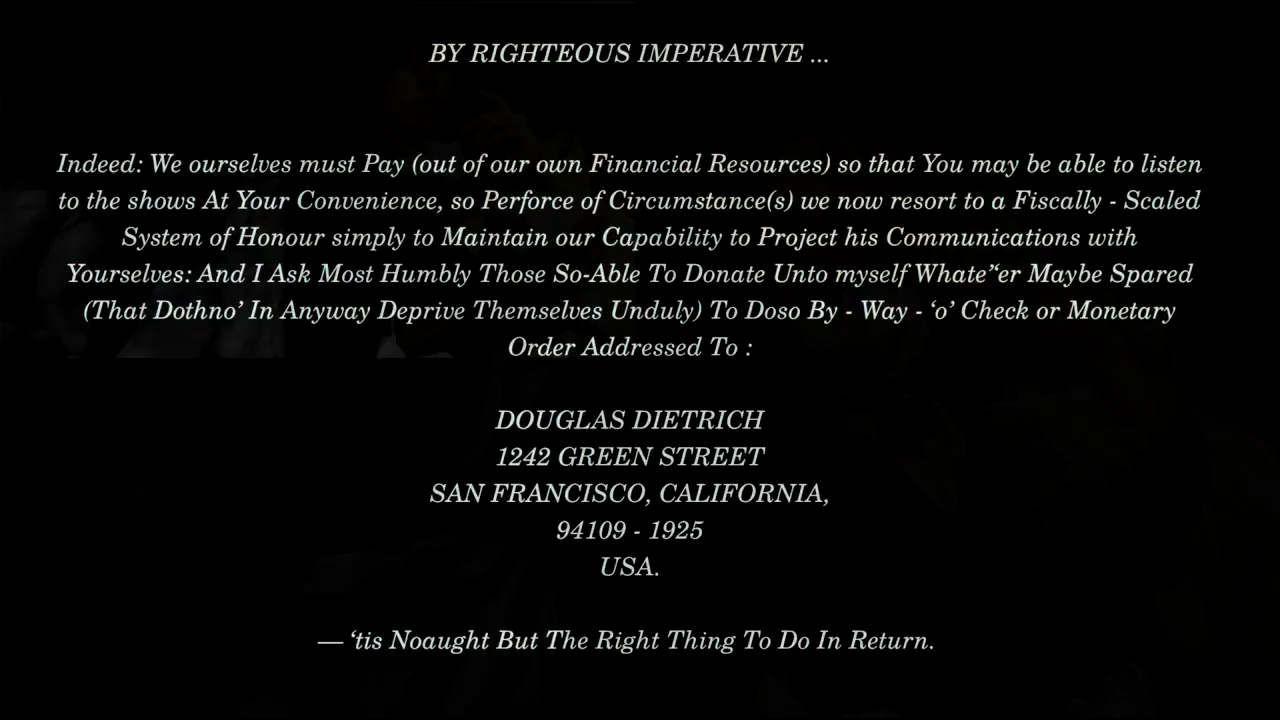 BY RIGHTEOUS IMPERATIVE ...
Indeed: We ourselves must Pay (out of our own Financial Resources) so that You may be able to listen
to the shows At Your Convenience, so Perforce of Circumstance(s) we now resort to a Fiscally - Scaled
System of Honour simply to Maintain our Capability to Project his Communications with
Yourselves: And I Ask Most Humbly Those So-Able To Donate Unto myself Whate”er Maybe Spared
(That Dothno’ In Anyway Deprive Themselves Unduly) To Doso By - Way - ‘o’ Check or Monetary
Order Addressed To :
DOUGLAS DIETRICH
1242 GREEN STREET
SAN FRANCISCO, CALIFORNIA,
94109 - 1925
USA.
— ‘tis Noaught But The Right Thing To Do In Return.